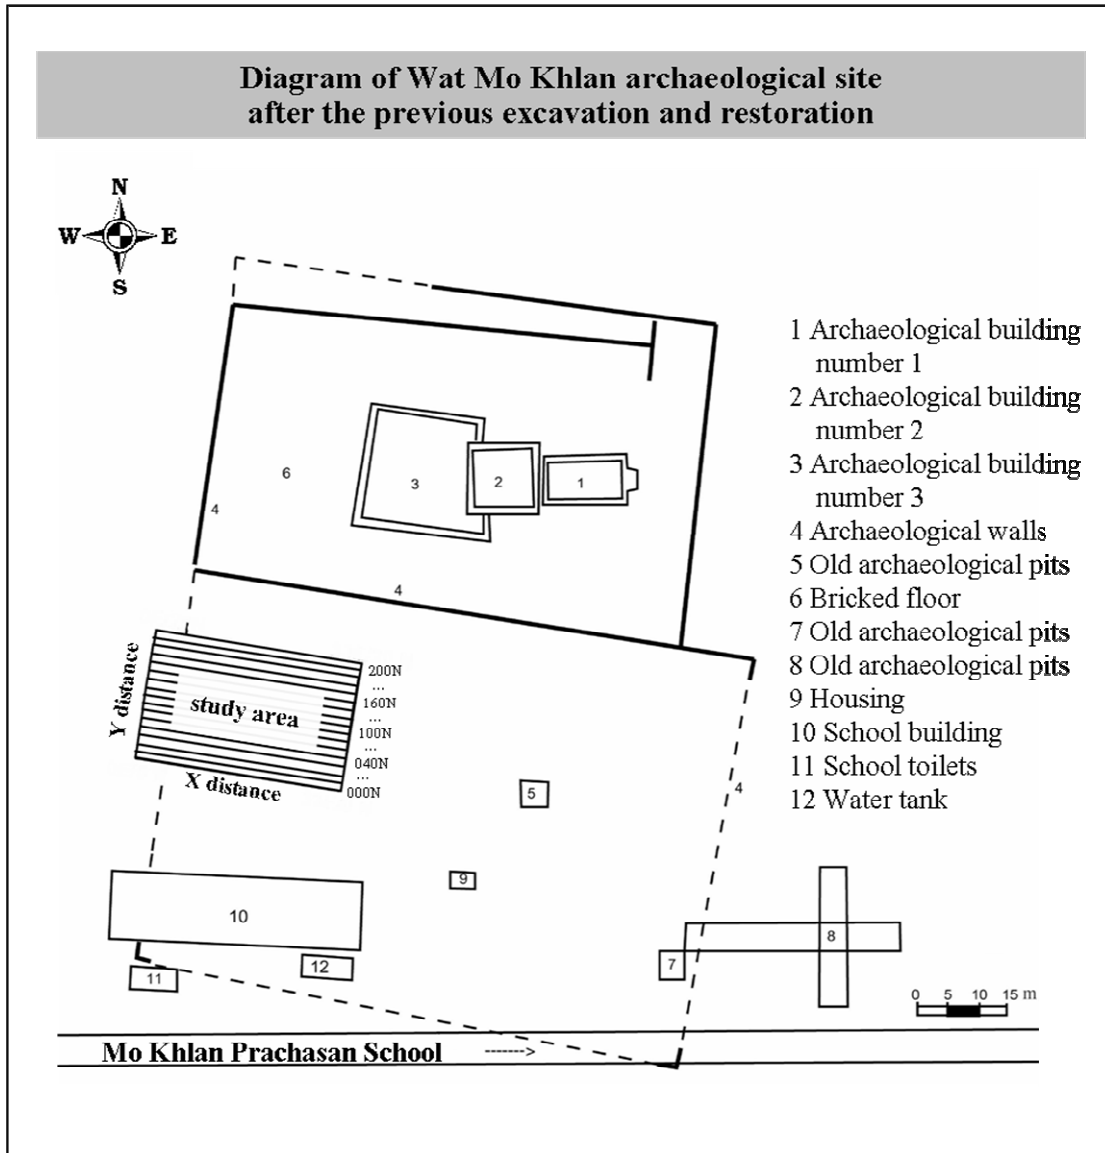 Diagram of Wat Mo Khlan archaeological site
after the previous excavation and restoration
N
W E
S
1 Archaeological building
number 1
2 Archaeological building
number 2
3 Archaeological building
number 3
4 Archaeological walls
5 Old archaeological pits
6 Bricked floor
7 Old archaeological pits
8 Old archaeological pits
9 Housing
10 School building
11 School toilets
12 Water tank
6
3
2
1
4
4
Y distance
study area
X distance
200N
...
160N
...
100N
...
040N
...
000N
5
4
9
10
8
7
12
11
0 5 10 15 m
Mo Khlan Prachasan School ------->